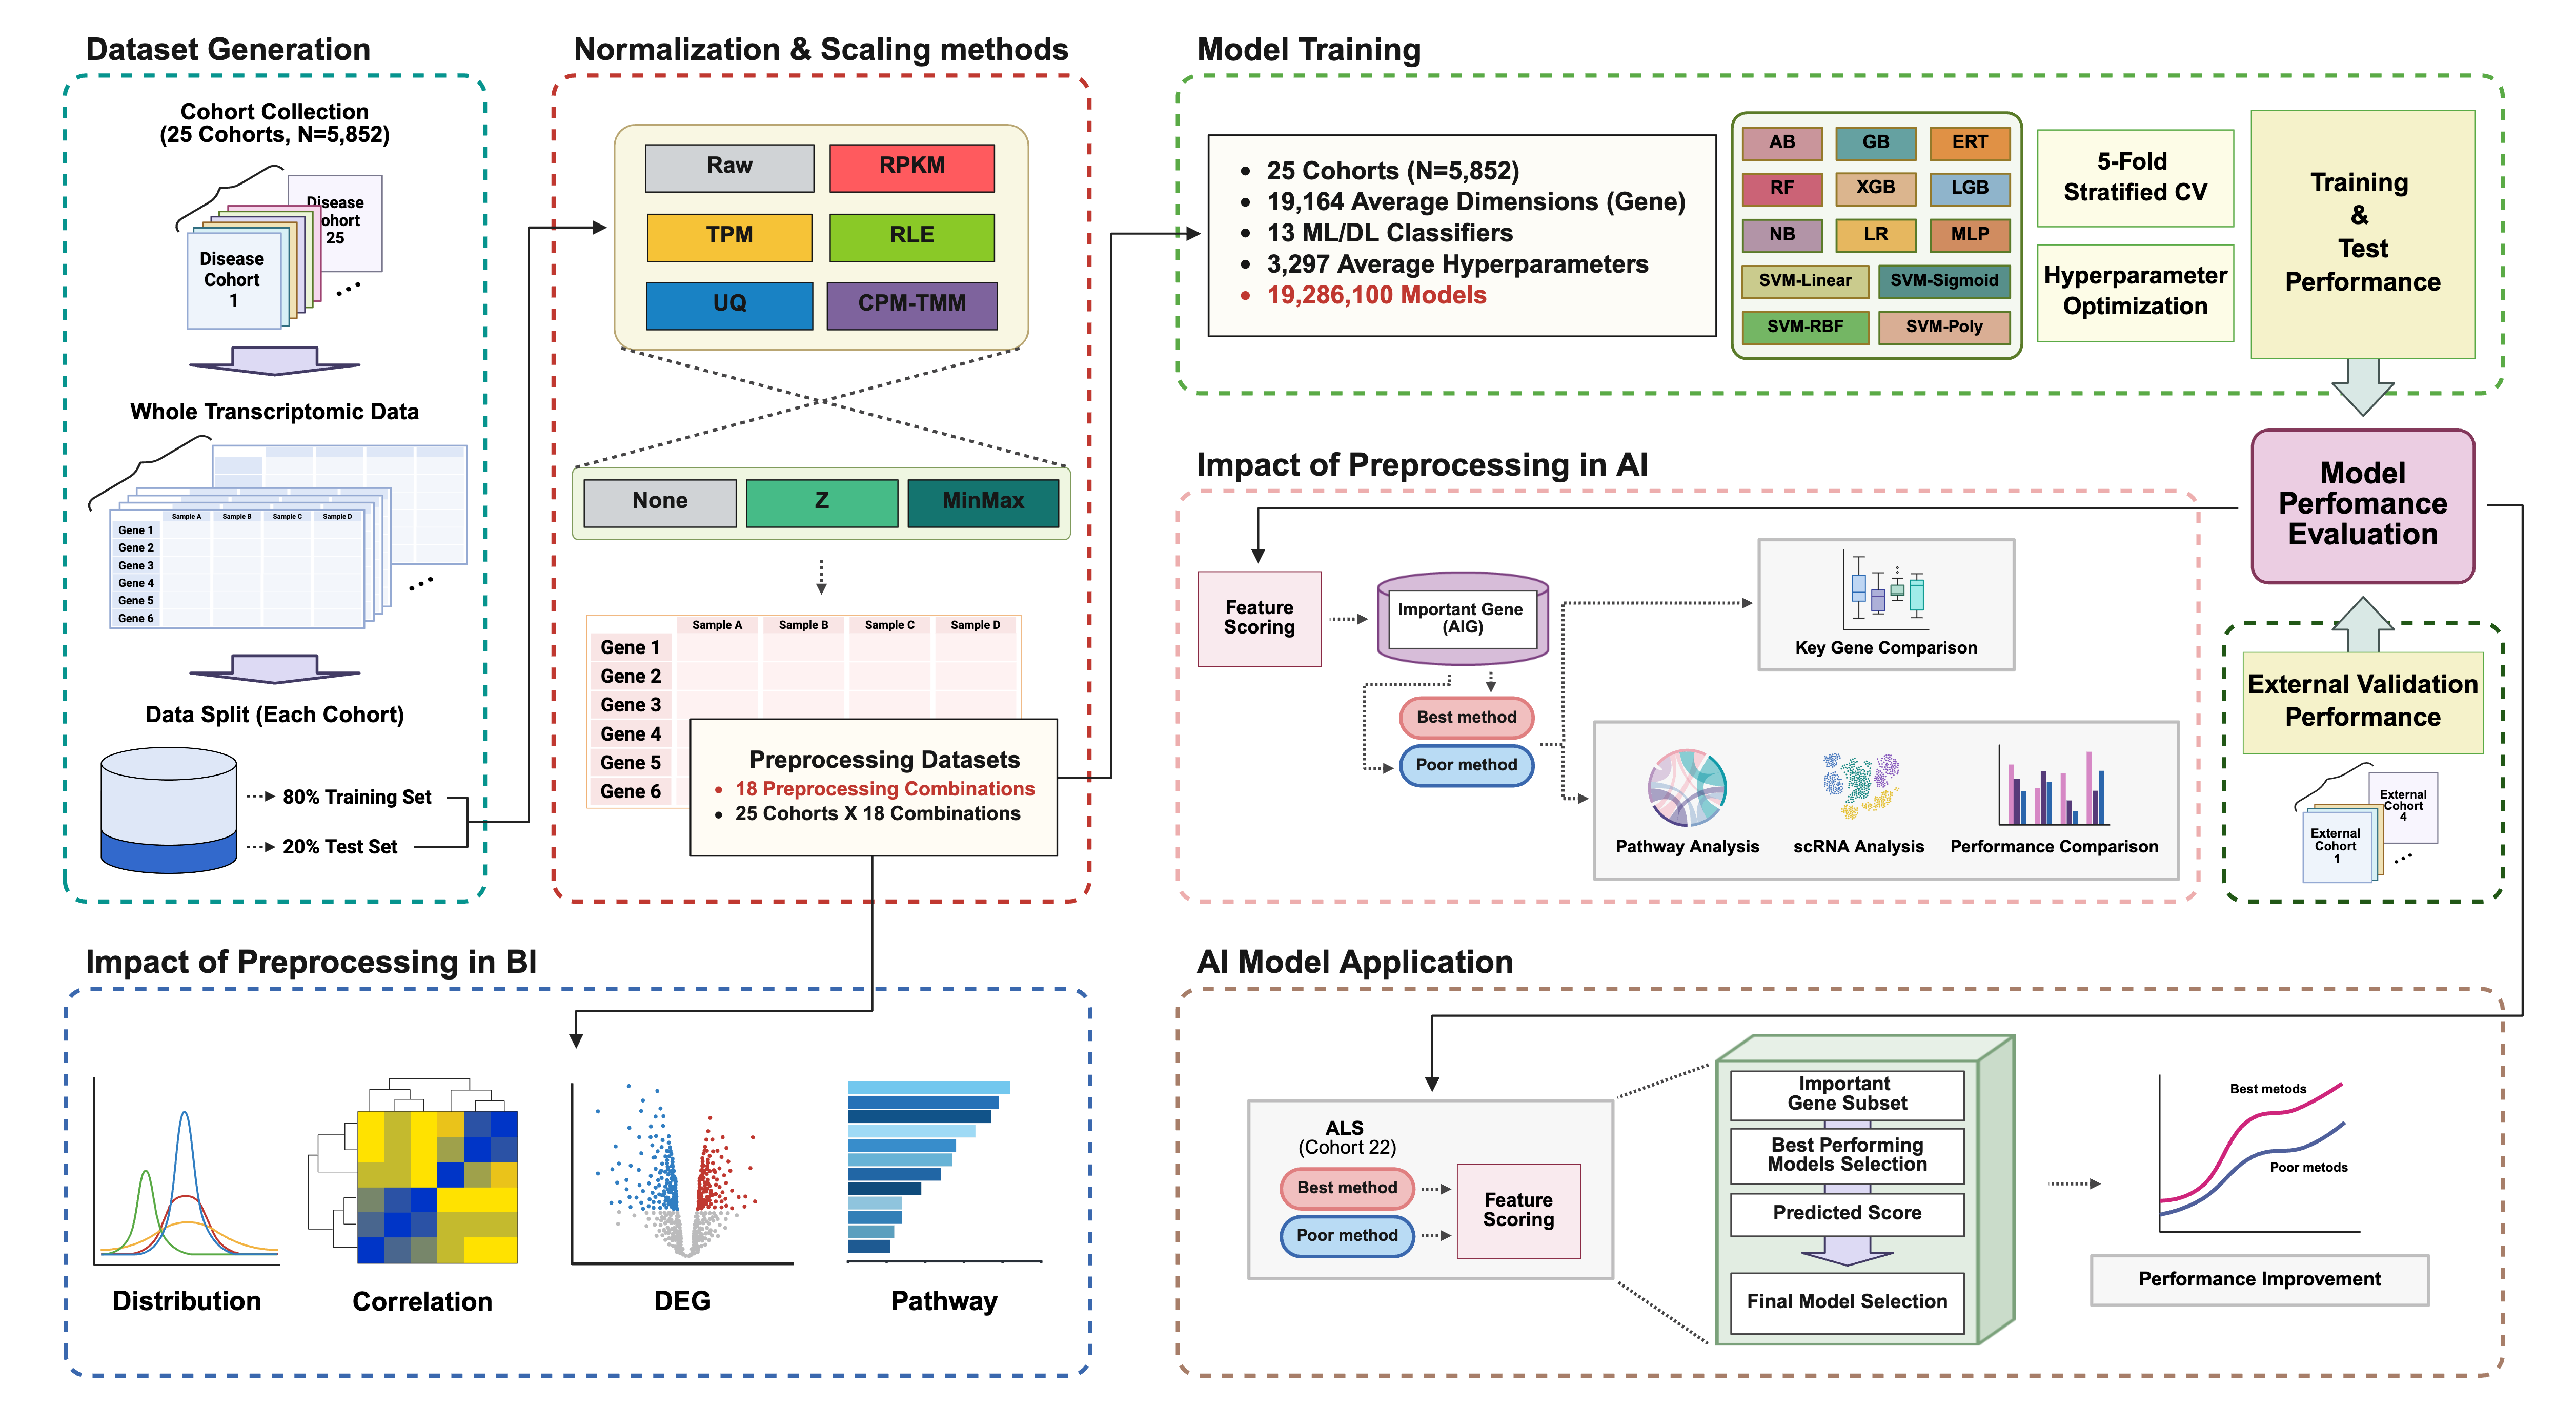 Dataset Generation
Cohort Collection
(25 Cohorts, N=5,852)
Disease
Cohort
1
Disease
ohort
25
Whole Transcriptomic Data
Sample A Sample B Sample C Sample D
Gene 1
Gene 2
Gene 3
Gene 4
Gene 5
Gene 6
Data Split (Each Cohort)
80% Training Set
20% Test Set
Normalization & Scaling methods
Raw RPKM
TPM RLE
UQ CPM-TMM
None Z MinMax
Sample A Sample B Sample C Sample D
Gene 1
Gene 2
Gene 3
Gene 4
Gene 5
Gene 6
Preprocessing Datasets
• 18 Preprocessing Combinations
• 25 Cohorts X 18 Combinations
Model Training
• 25 Cohorts (N=5,852)
• 19,164 Average Dimensions (Gene)
• 13 ML/DL Classifiers
• 3,297 Average Hyperparameters
• 19,286,100 Models
AB GB ERT
RF XGB LGB
NB LR MLP
SVM-Linear SVM-Sigmoid
SVM-RBF SVM-Poly
5-Fold
Stratified CV
Hyperparameter
Optimization
Training
&
Test
Performance
Model
Perfomance
Evaluation
External Validation
Performance
External
Cohort
1
External
Cohort
4
Impact of Preprocessing in AI
Feature
Scoring
Important Gene
(AIG)
Best method
Poor method
Key Gene Comparison
Pathway Analysis scRNA Analysis Performance Comparison
Impact of Preprocessing in BI
Distribution Correlation DEG Pathway
AI Model Application
ALS
(Cohort 22)
Best method
Poor method
Feature
Scoring
Important
Gene Subset
Best Performing
Models Selection
Predicted Score
Final Model Selection
Best metods
Poor metods
Performance Improvement